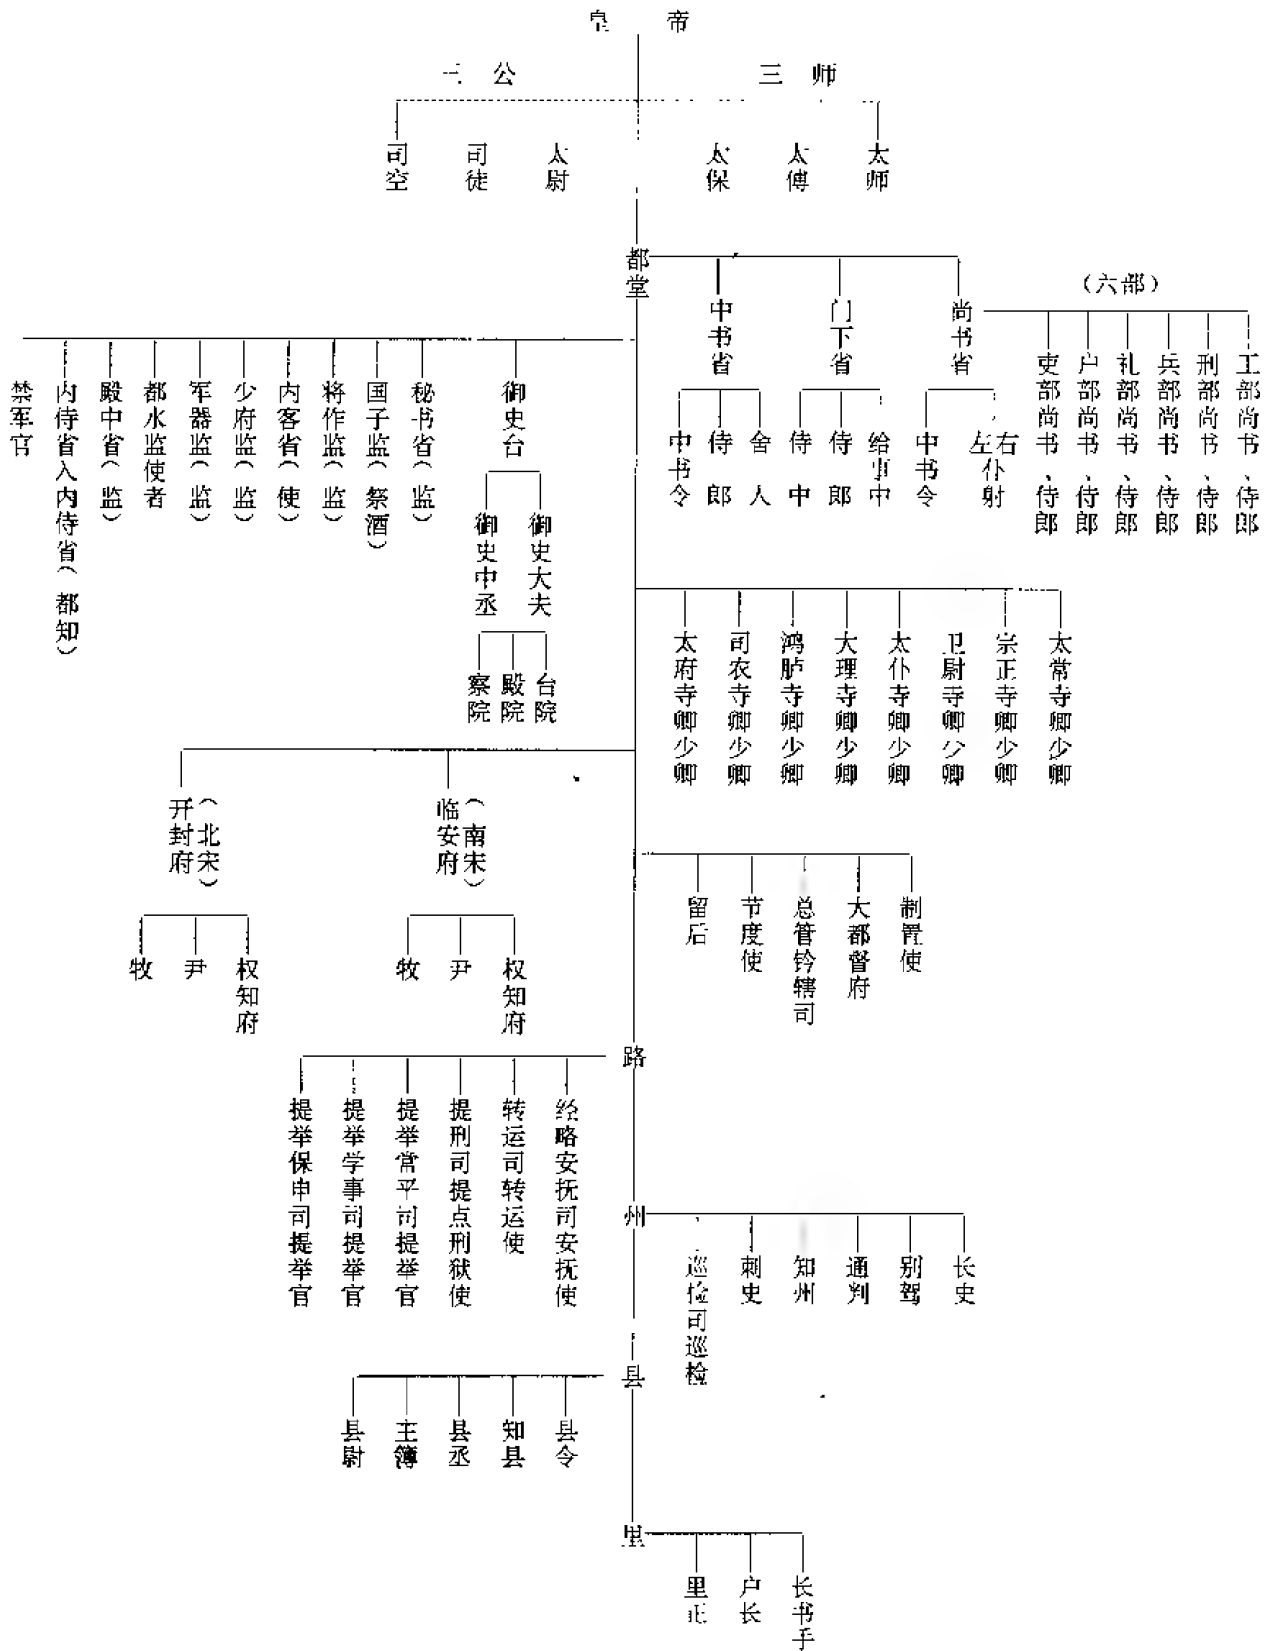 皇帝
三公
三师
司空
司徒
太尉
太保
太傅
太师
都堂
中书省
门下省
尚书省
（六部）
吏部尚书、侍郎
户部尚书、侍郎
礼部尚书、侍郎
兵部尚书、侍郎
刑部尚书、侍郎
工部尚书、侍郎
中书令
侍郎
舍人
侍中
侍郎
给事中
中书令
左右仆射
禁军官
内侍省入内侍省（都知）
殿中省（监）
都水监使者
军器监（监）
少府监（监）
内客省（使）
将作监（监）
国子监（祭酒）
秘书省（监）
御史台
御史中丞
御史大夫
察院
殿院
台院
太府寺卿少卿
司农寺卿少卿
鸿胪寺卿少卿
大理寺卿少卿
太仆寺卿少卿
卫尉寺卿少卿
宗正寺卿少卿
太常寺卿少卿
开封府（北宋）
临安府（南宋）
牧
尹
权知府
牧
尹
权知府
留后
节度使
总管钤辖司
大都督府
制置使
路
提举保申司提举官
提举学事司提举官
提举常平司提举官
提刑司提点刑狱使
转运司转运使
经略安抚司安抚使
州
巡检司巡检
刺史
知州
通判
别驾
长史
县
县尉
主簿
县丞
知县
县令
里
里正
户长
长书手